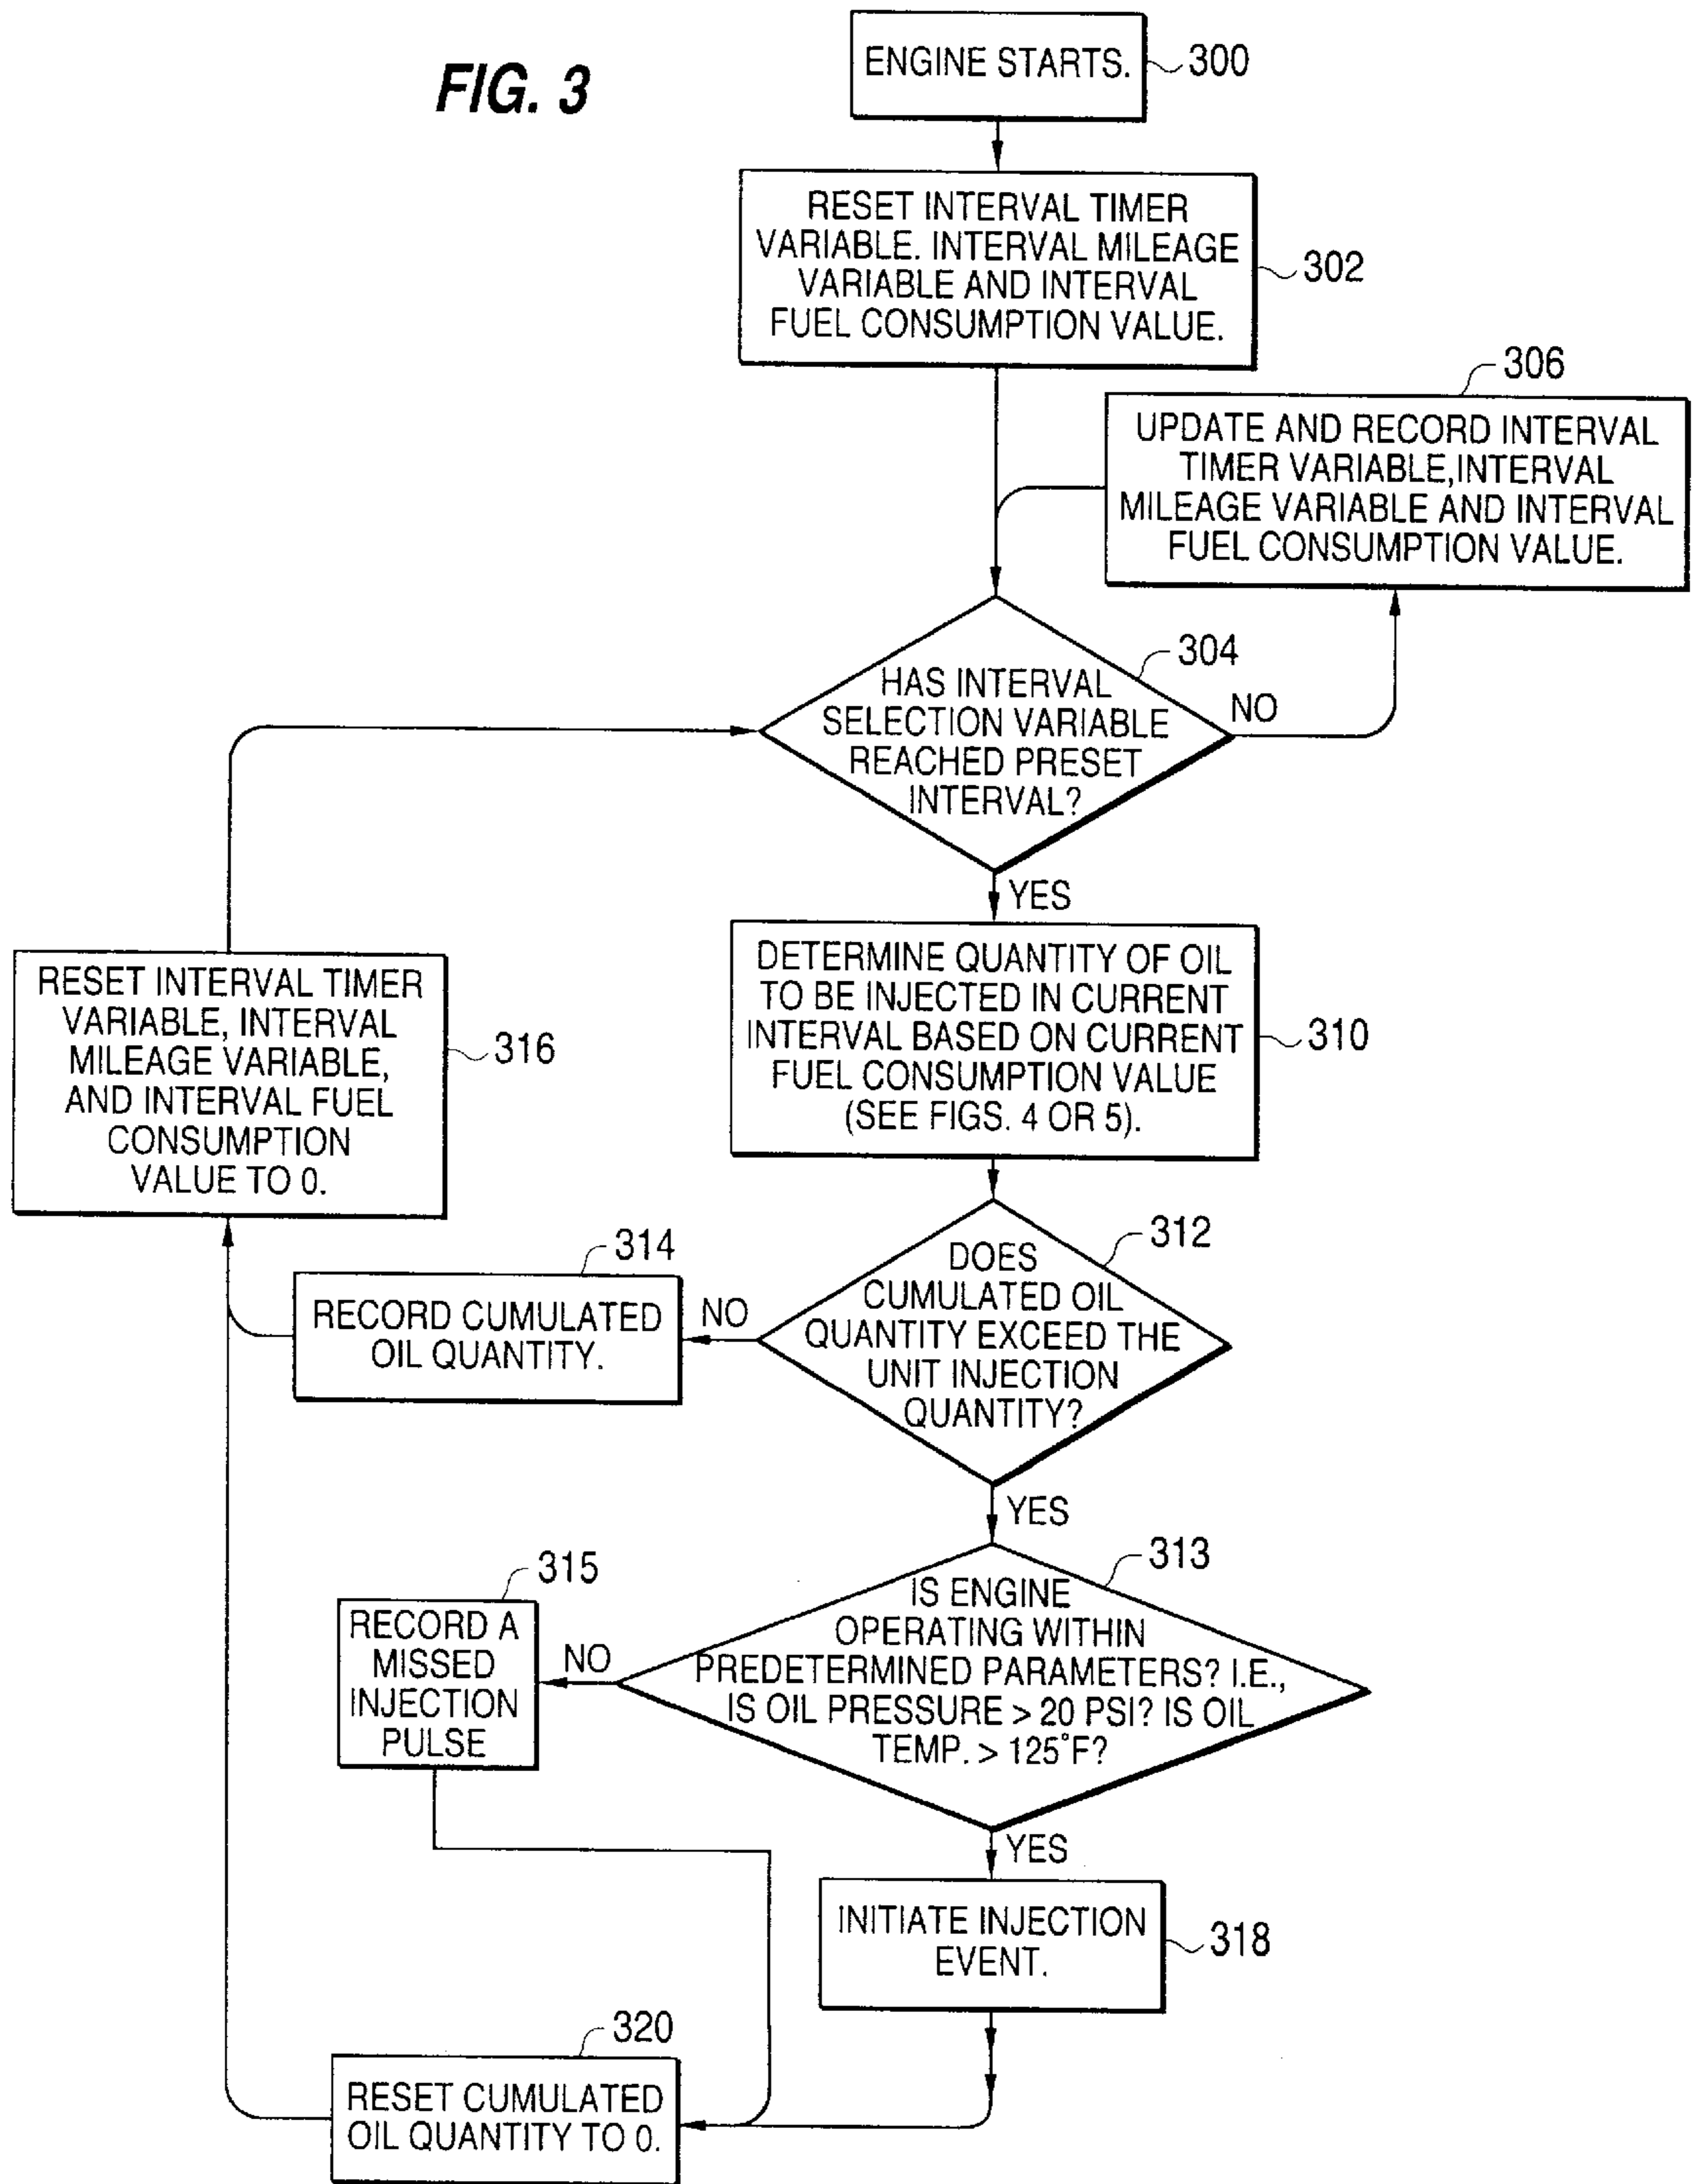 FIG. 3
ENGINE STARTS.
300
RESET INTERVAL TIMER
VARIABLE. INTERVAL MILEAGE
VARIABLE AND INTERVAL
FUEL CONSUMPTION VALUE.
302
306
UPDATE AND RECORD INTERVAL
TIMER VARIABLE,INTERVAL
MILEAGE VARIABLE AND INTERVAL
FUEL CONSUMPTION VALUE.
304
HAS INTERVAL
SELECTION VARIABLE
REACHED PRESET
INTERVAL?
NO
YES
DETERMINE QUANTITY OF OIL
TO BE INJECTED IN CURRENT
INTERVAL BASED ON CURRENT
FUEL CONSUMPTION VALUE
(SEE FIGS. 4 OR 5).
310
RESET INTERVAL TIMER
VARIABLE, INTERVAL
MILEAGE VARIABLE,
AND INTERVAL FUEL
CONSUMPTION
VALUE TO 0.
316
312
DOES
CUMULATED OIL
QUANTITY EXCEED THE
UNIT INJECTION
QUANTITY?
NO
314
RECORD CUMULATED
OIL QUANTITY.
YES
313
IS ENGINE
OPERATING WITHIN
PREDETERMINED PARAMETERS? I.E.,
IS OIL PRESSURE > 20 PSI? IS OIL
TEMP. > 125°F?
NO
315
RECORD A
MISSED
INJECTION
PULSE
YES
INITIATE INJECTION
EVENT.
318
320
RESET CUMULATED
OIL QUANTITY TO 0.